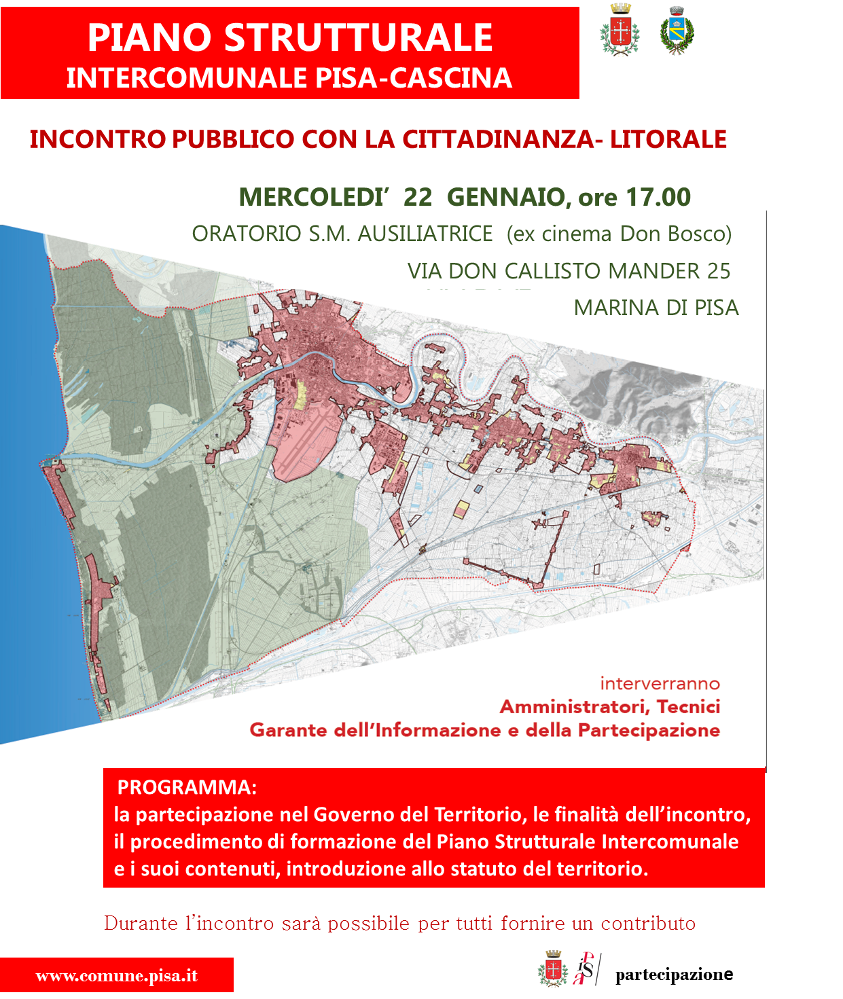 PIANO STRUTTURALE
INTERCOMUNALE PISA-CASCINA
INCONTRO PUBBLICO CON LA CITTADINANZA- LITORALE
MERCOLEDI’ 22 GENNAIO, ore 17.00
ORATORIO S.M. AUSILIATRICE (ex cinema Don Bosco)
VIA DON CALLISTO MANDER 25
MARINA DI PISA
interverranno
Amministratori, Tecnici
Garante dell’Informazione e della Partecipazione
PROGRAMMA:
la partecipazione nel Governo del Territorio, le finalità dell’incontro,
il procedimento di formazione del Piano Strutturale Intercomunale
e i suoi contenuti, introduzione allo statuto del territorio.
Durante l’incontro sarà possibile per tutti fornire un contributo
www.comune.pisa.it
PiSa
partecipazione